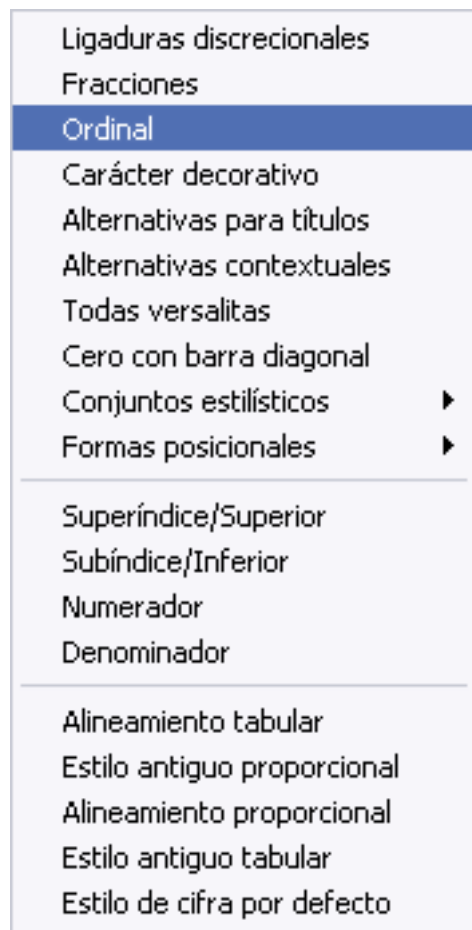 Ligaduras discrecionales
Fracciones
Ordinal
Carácter decorativo
Alternativas para títulos
Alternativas contextuales
Todas versalitas
Cero con barra diagonal
Conjuntos estilísticos
Formas posicionales
Superíndice/Superior
Subíndice/Inferior
Numerador
Denominador
Alineamiento tabular
Estilo antiguo proporcional
Alineamiento proporcional
Estilo antiguo tabular
Estilo de cifra por defecto